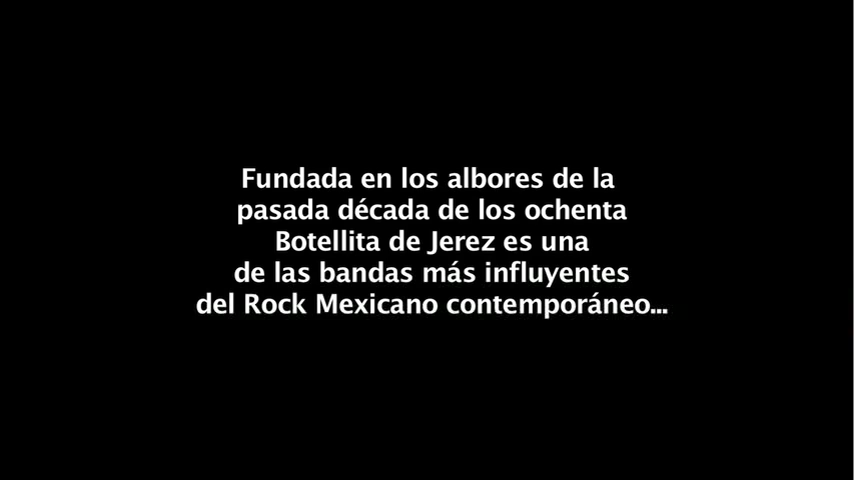 Fundada en los albores de la
pasada década de los ochenta
Botellita de Jerez es una
de las bandas más influyentes
del Rock Mexicano contemporáneo...